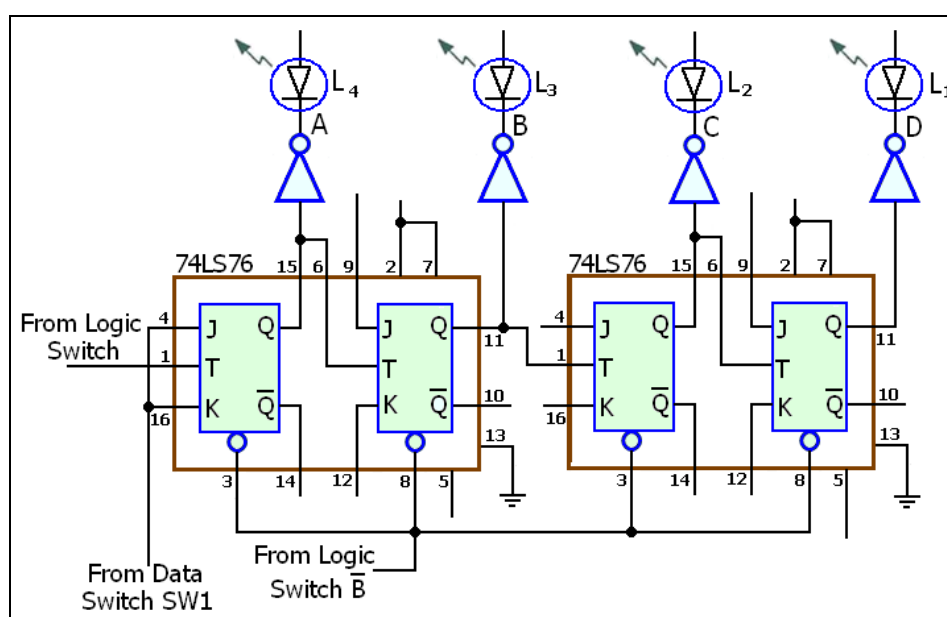 L4 L3 L2 L1
A B C D
74LS76 15 6 9 2 7 74LS76 15 6 9 2 7
From Logic
Switch
4 J Q J Q 11 4 J Q J Q 11
1 T T 1 T T
16 K Q̅ K Q̅ 10 16 K Q̅ K Q̅ 10
13 13
3 14 12 8 5 3 14 12 8 5
From Data
Switch SW1
From Logic
Switch B̅